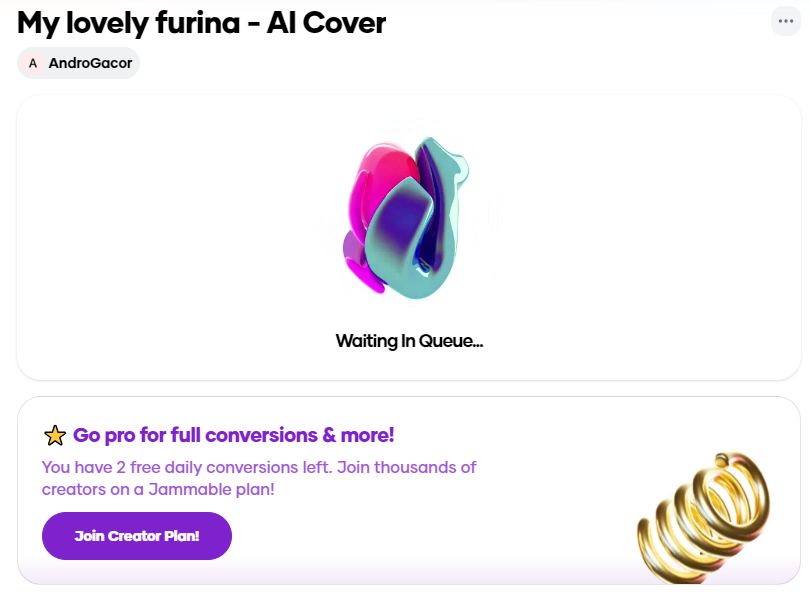 My lovely furina - AI Cover
A AndroGacor
Waiting In Queue...
Go pro for full conversions & more!
You have 2 free daily conversions left. Join thousands of
creators on a Jammable plan!
Join Creator Plan!